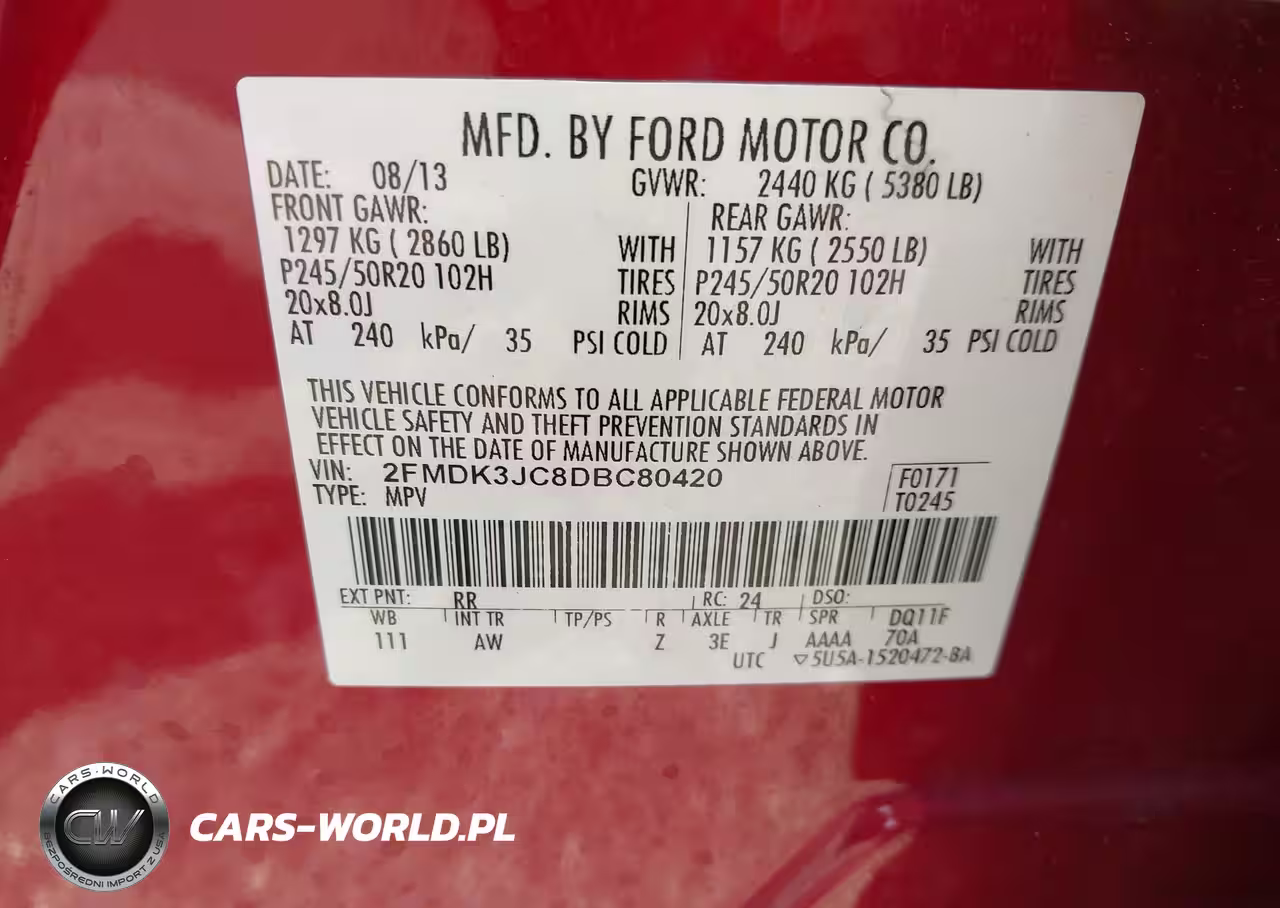 MFD. BY FORD MOTOR CO.
DATE: 08/13 GVWR: 2440 KG ( 5380 LB)
FRONT GAWR: REAR GAWR:
1297 KG ( 2860 LB) WITH 1157 KG ( 2550 LB) WITH
P245/50R20 102H TIRES P245/50R20 102H TIRES
20x8.0J RIMS 20x8.0J RIMS
AT 240 kPa/ 35 PSI COLD AT 240 kPa/ 35 PSI COLD
THIS VEHICLE CONFORMS TO ALL APPLICABLE FEDERAL MOTOR
VEHICLE SAFETY AND THEFT PREVENTION STANDARDS IN
EFFECT ON THE DATE OF MANUFACTURE SHOWN ABOVE.
VIN: 2FMDK3JC8DBC80420 F0171
TYPE: MPV T0245
EXT PNT: RR RC: 24 DSO:
WB INT TR TP/PS R AXLE TR SPR DQ11F
111 AW Z 3E J AAAA 70A
UTC ▽5U5A-1520472-BA
CARS-WORLD
CW
BEZPOŚREDNI IMPORT Z USA
CARS-WORLD.PL